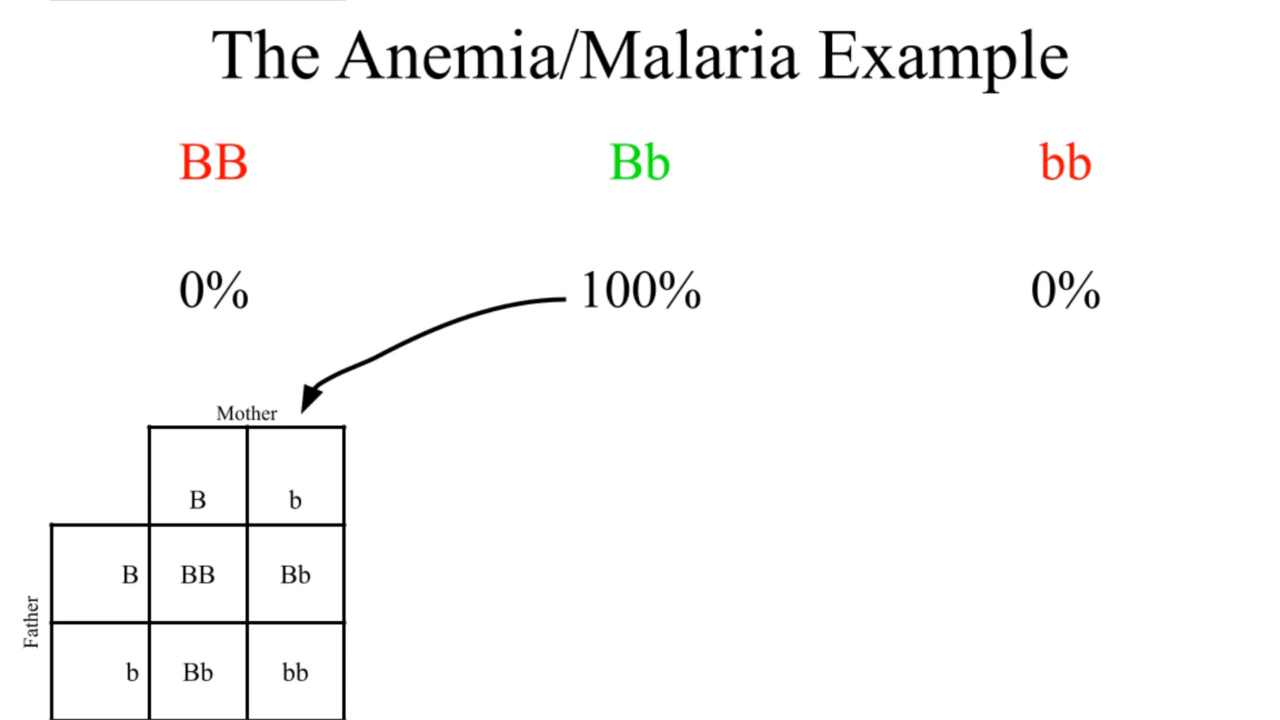 The Anemia/Malaria Example
BB Bb bb
0% 100% 0%
Mother
B b
B BB Bb
Father
b Bb bb